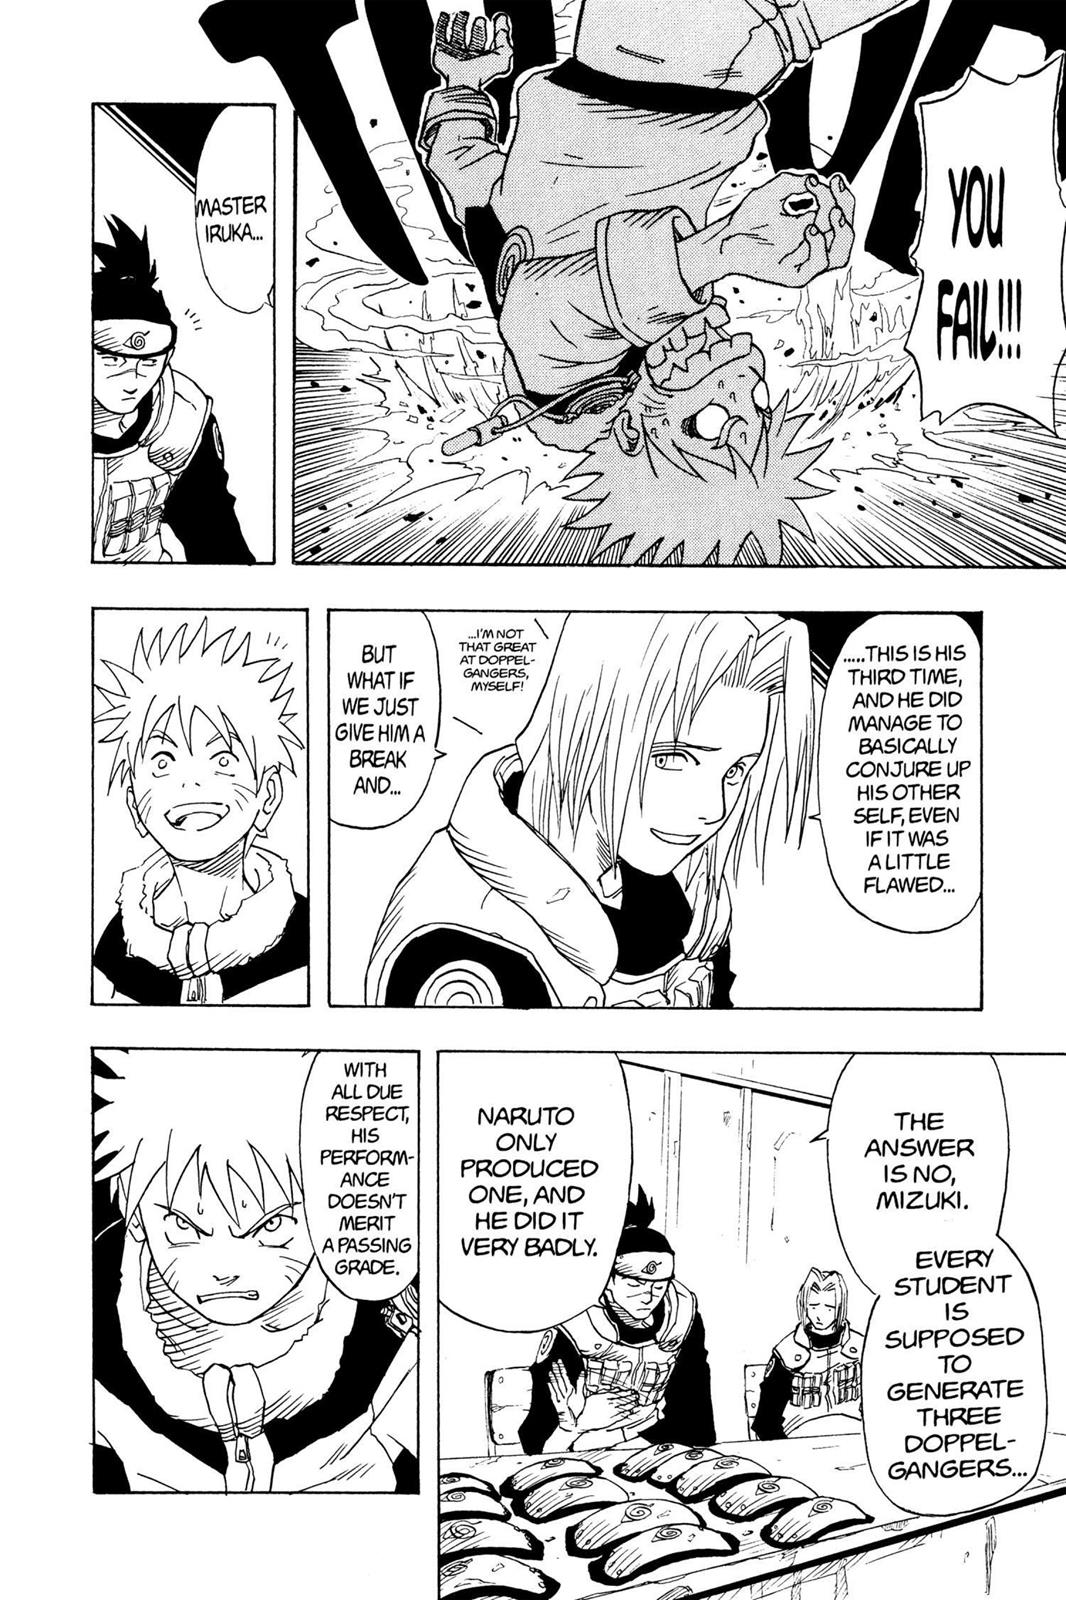 YOU
FAIL!!!
MASTER
IRUKA...
.....THIS IS HIS
THIRD TIME,
AND HE DID
MANAGE TO
BASICALLY
CONJURE UP
HIS OTHER
SELF, EVEN
IF IT WAS
A LITTLE
FLAWED...
...I'M NOT
THAT GREAT
AT DOPPEL-
GANGERS,
MYSELF!
BUT
WHAT IF
WE JUST
GIVE HIM A
BREAK
AND...
THE
ANSWER
IS NO,
MIZUKI.
EVERY
STUDENT
IS
SUPPOSED
TO
GENERATE
THREE
DOPPEL-
GANGERS...
NARUTO
ONLY
PRODUCED
ONE, AND
HE DID IT
VERY BADLY.
WITH
ALL DUE
RESPECT,
HIS
PERFORM-
ANCE
DOESN'T
MERIT
A PASSING
GRADE.